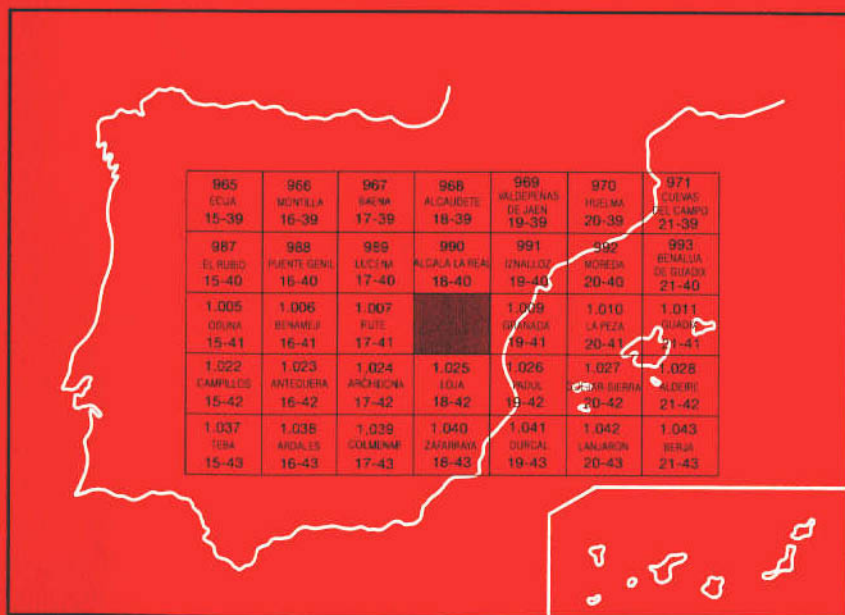 965 966 967 968 969 970 971
ECIJA MONTILLA BAENA ALCAUDETE VALDEPEÑAS DE JAEN HUELMA CUEVAS DEL CAMPO
15-39 16-39 17-39 18-39 19-39 20-39 21-39
987 988 989 990 991 992 993
EL RUBIO PUENTE GENIL LUCENA ALCALA LA REAL IZNALLOZ MOREDA BENALUA DE GUADIX
15-40 16-40 17-40 18-40 19-40 20-40 21-40
1.005 1.006 1.007 1.009 1.010 1.011
OSUNA BENAMEJI RUTE GRANADA LA PEZA GUADIX
15-41 16-41 17-41 19-41 20-41 21-41
1.022 1.023 1.024 1.025 1.026 1.027 1.028
CAMPILLOS ANTEQUERA ARCHIDONA LOJA PADUL GÜEJAR-SIERRA ALDEIRE
15-42 16-42 17-42 18-42 19-42 20-42 21-42
1.037 1.038 1.039 1.040 1.041 1.042 1.043
TEBA ARDALES COLMENAR ZAFARRAYA DURCAL LANJARON BERJA
15-43 16-43 17-43 18-43 19-43 20-43 21-43